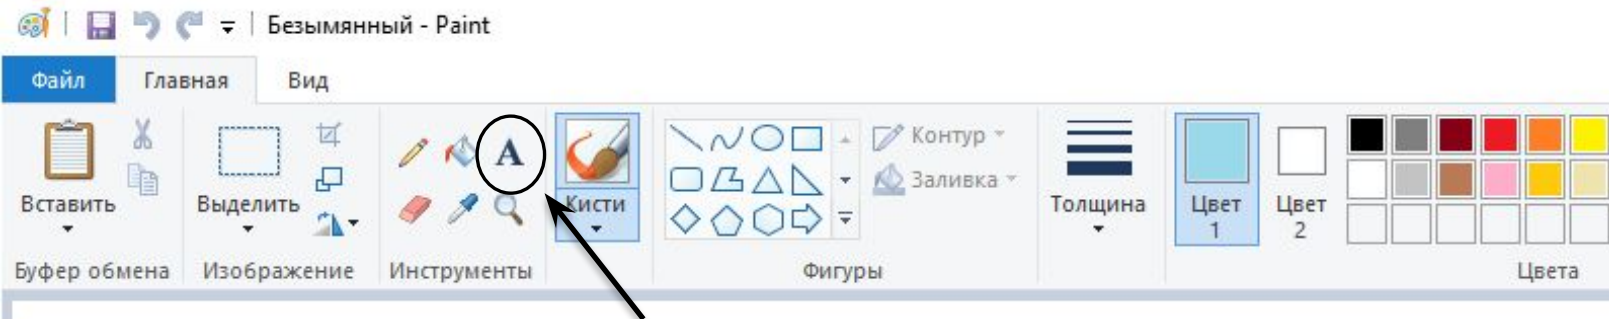 Безымянный - Paint
Файл Главная Вид
A
Контур
Заливка
Вставить Выделить Кисти Толщина Цвет 1 Цвет 2
Буфер обмена Изображение Инструменты Фигуры Цвета